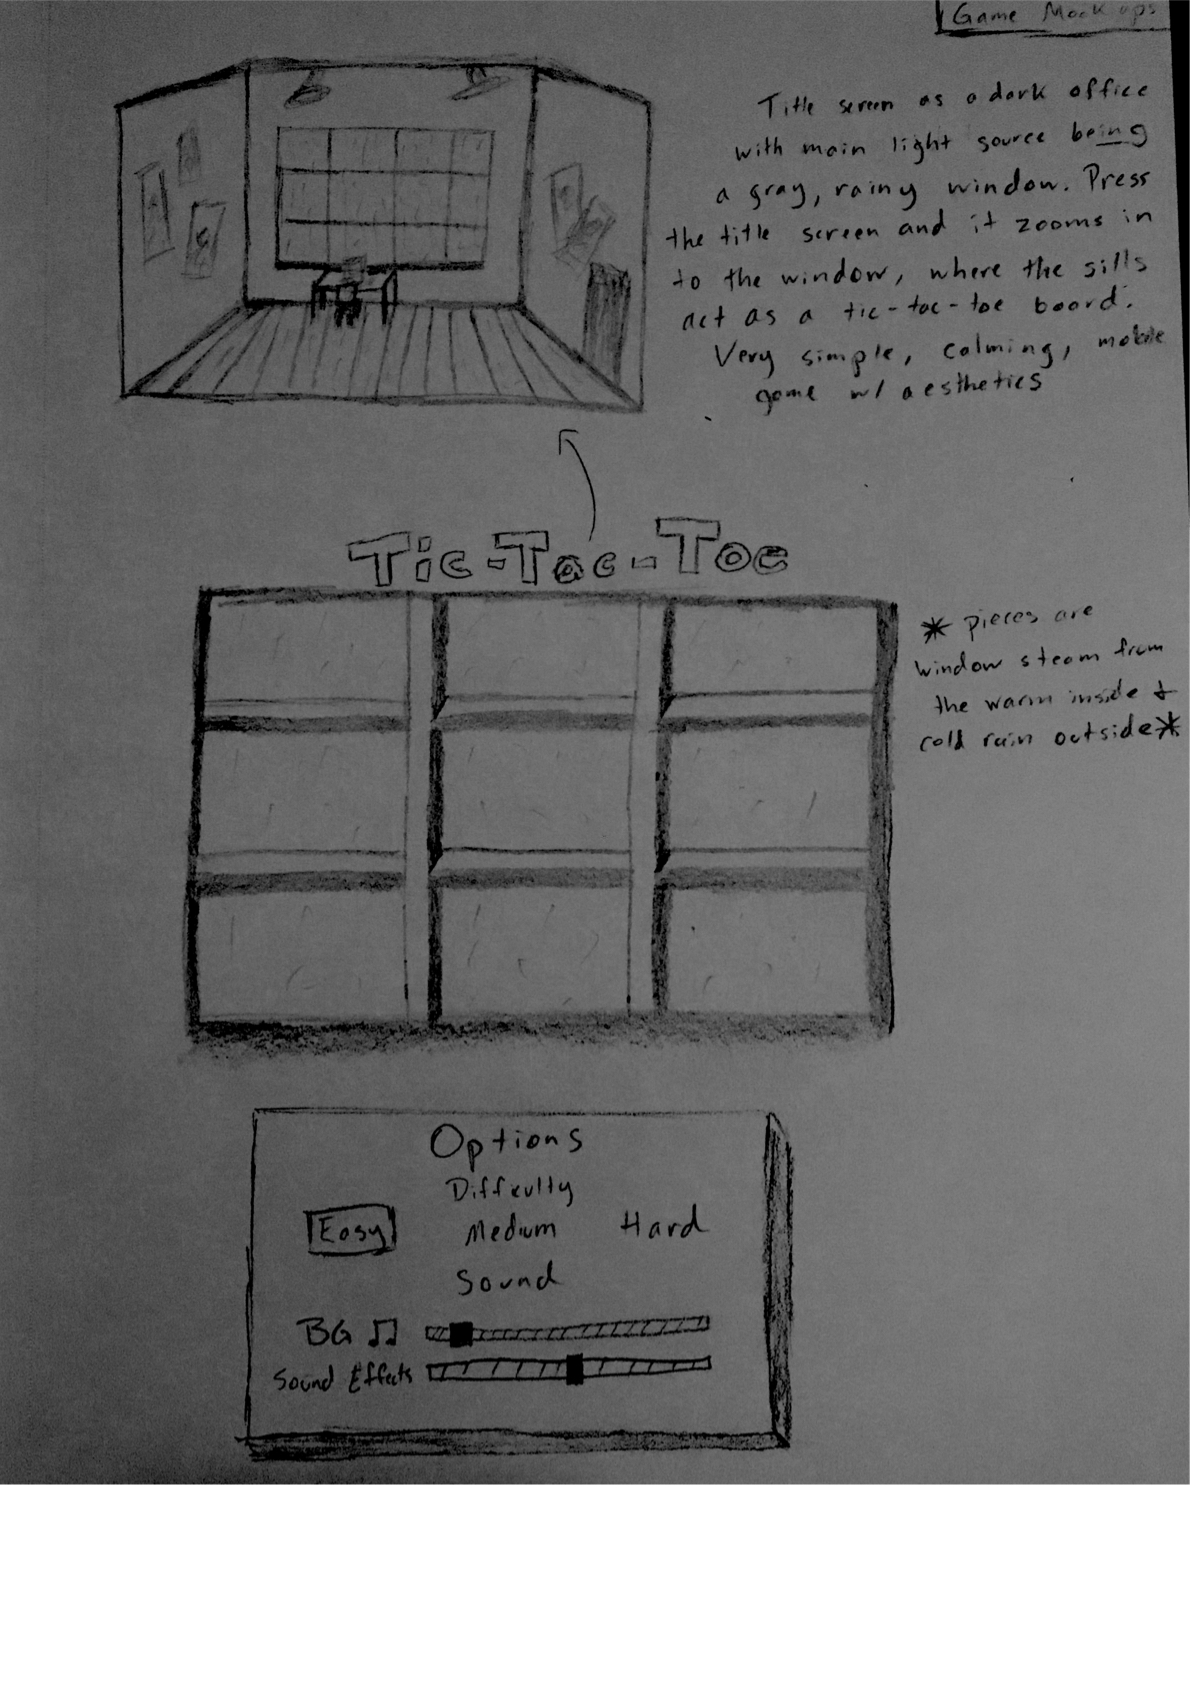 Game Mock ups
Title screen as a dark office
with main light source being
a gray, rainy window. Press
the title screen and it zooms in
to the window, where the sills
act as a tic-tac-toe board.
Very simple, calming, mobile
game w/ aesthetics
Tic-Tac-Toe
* pieces are
window steam from
the warm inside &
cold rain outside*
Options
Difficulty
Easy Medium Hard
Sound
BG ♫
Sound Effects